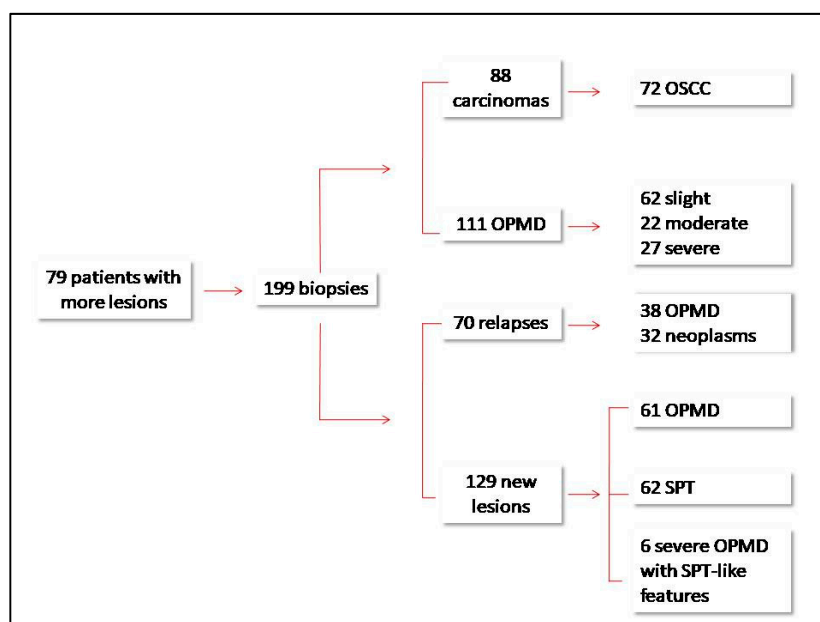 79 patients with
more lesions
199 biopsies
88
carcinomas
72 OSCC
111 OPMD
62 slight
22 moderate
27 severe
70 relapses
38 OPMD
32 neoplasms
129 new
lesions
61 OPMD
62 SPT
6 severe OPMD
with SPT-like
features